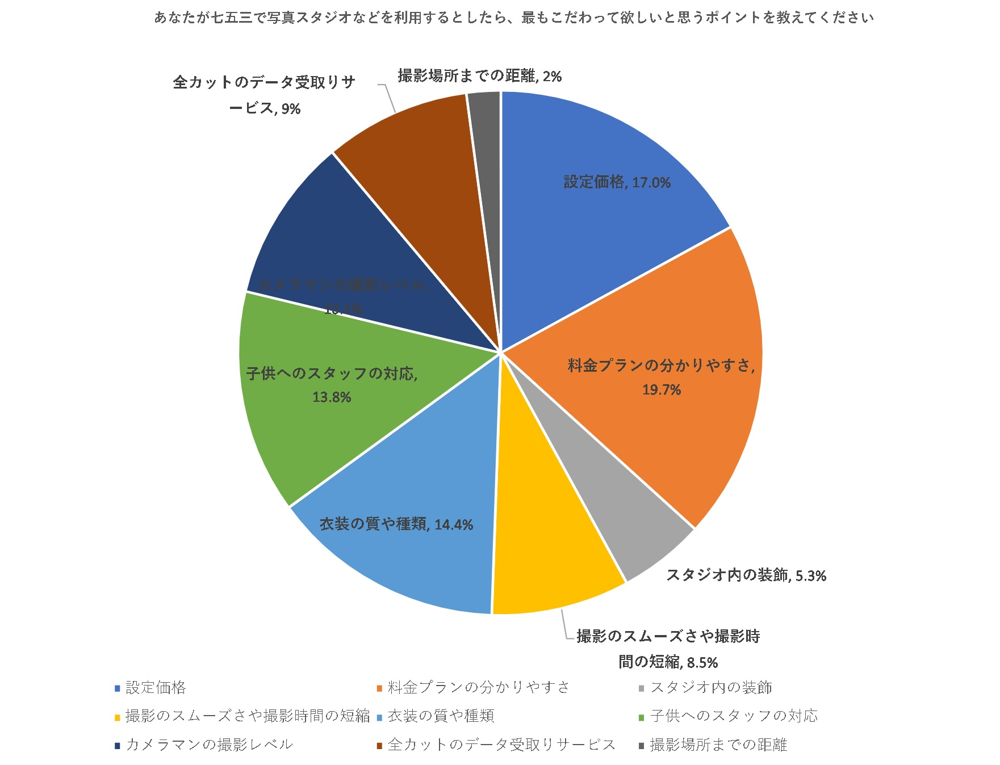 あなたが七五三で写真スタジオなどを利用するとしたら、最もこだわって欲しいと思うポイントを教えてください
撮影場所までの距離, 2%
全カットのデータ受取りサ
ービス, 9%
設定価格, 17.0%
カメラマンの撮影レベル,
10.1%
料金プランの分かりやすさ,
19.7%
子供へのスタッフの対応,
13.8%
衣装の質や種類, 14.4%
スタジオ内の装飾, 5.3%
撮影のスムーズさや撮影時
間の短縮, 8.5%
設定価格
料金プランの分かりやすさ
スタジオ内の装飾
撮影のスムーズさや撮影時間の短縮
衣装の質や種類
子供へのスタッフの対応
カメラマンの撮影レベル
全カットのデータ受取りサービス
撮影場所までの距離